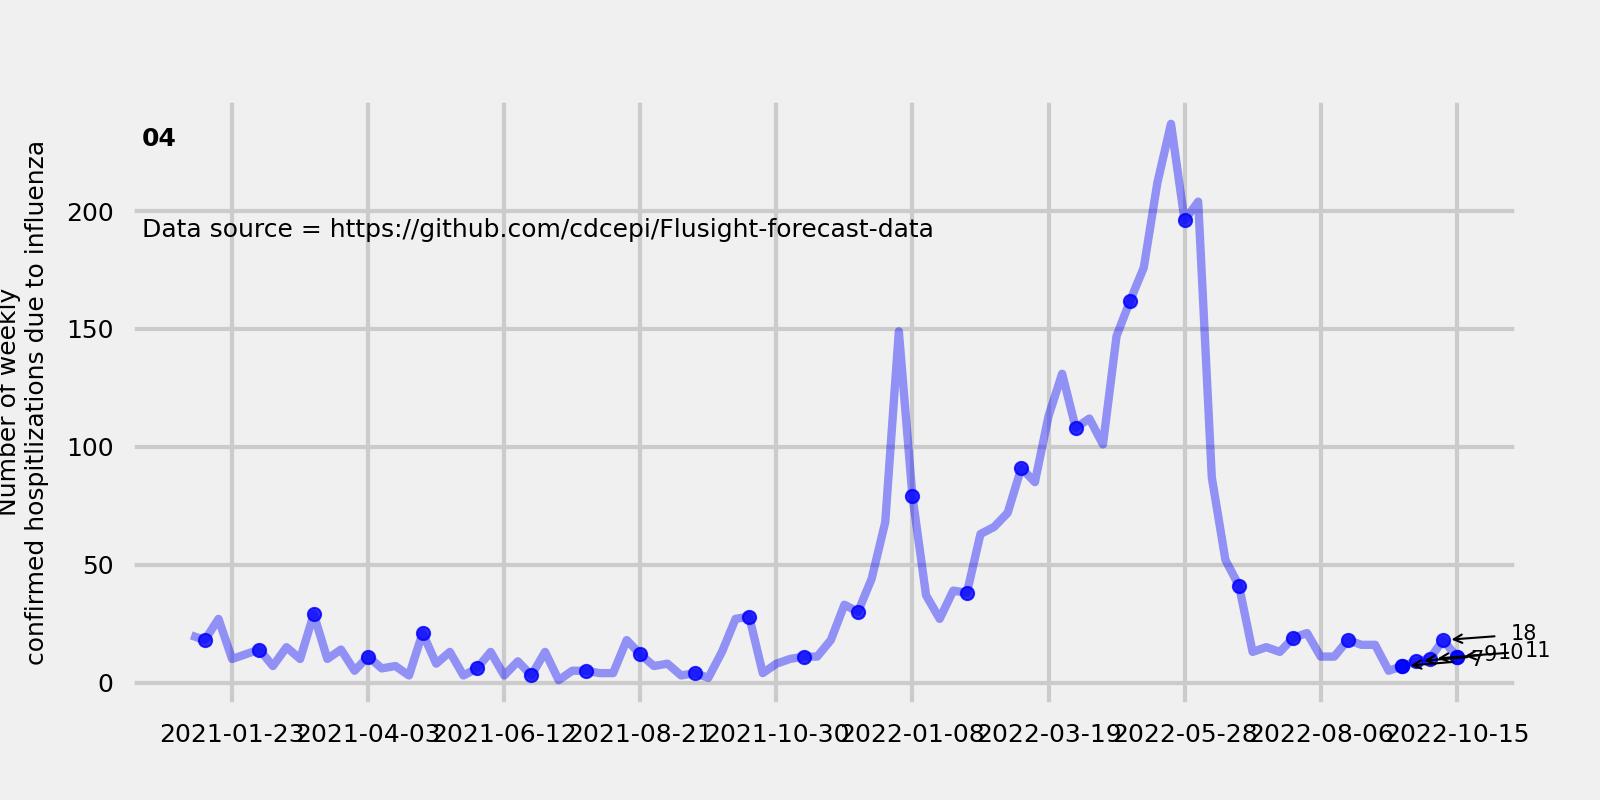 04
Data source = https://github.com/cdcepi/Flusight-forecast-data
Number of weekly
confirmed hospitlizations due to influenza
200
150
100
50
0
18
7 9 10 11
2021-01-23 2021-04-03 2021-06-12 2021-08-21 2021-10-30 2022-01-08 2022-03-19 2022-05-28 2022-08-06 2022-10-15